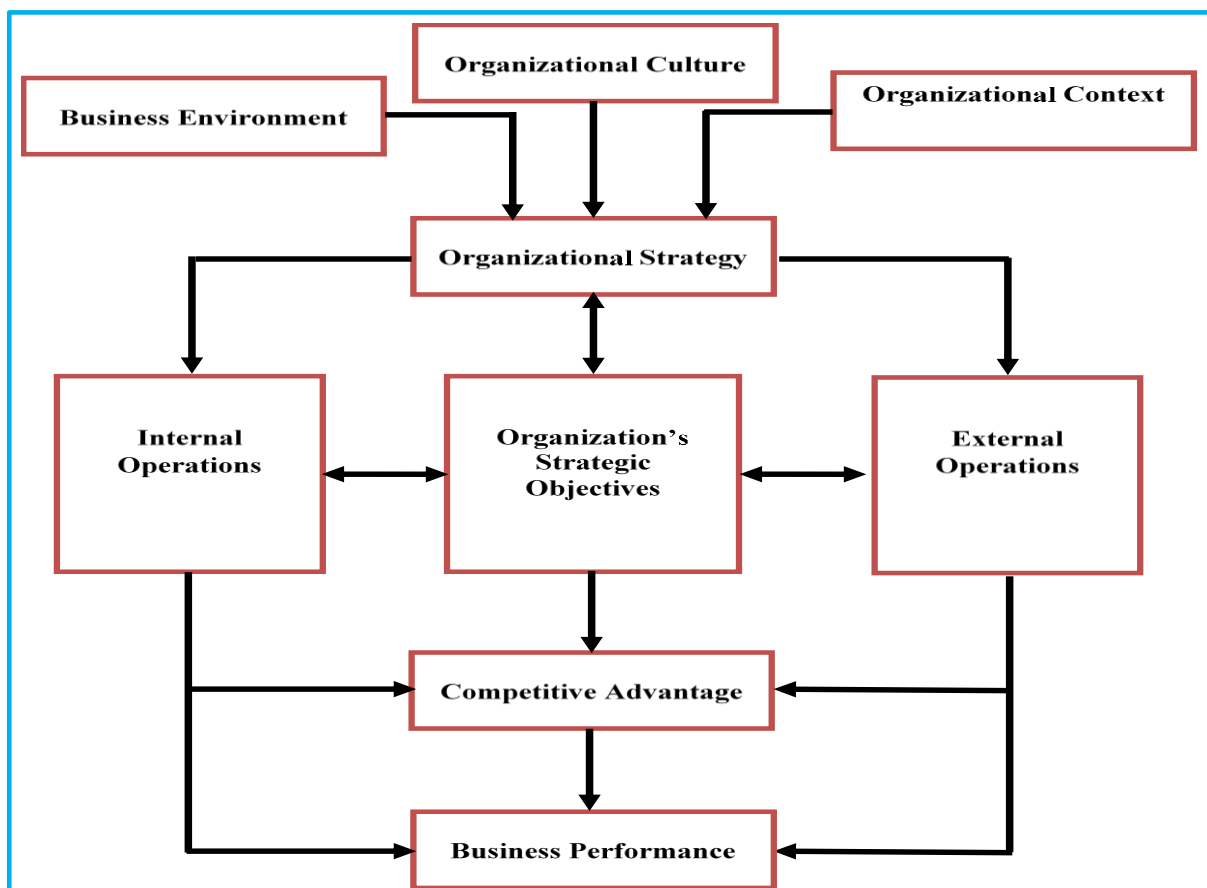 Organizational Culture
Business Environment
Organizational Context
Organizational Strategy
Internal
Operations
Organization’s
Strategic
Objectives
External
Operations
Competitive Advantage
Business Performance